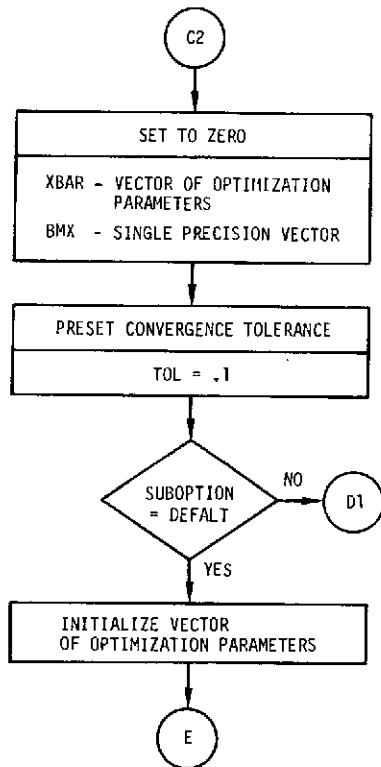 C2
SET TO ZERO
XBAR - VECTOR OF OPTIMIZATION
PARAMETERS
BMX - SINGLE PRECISION VECTOR
PRESET CONVERGENCE TOLERANCE
TOL = .1
SUBOPTION
= DEFALT
NO
D1
YES
INITIALIZE VECTOR
OF OPTIMIZATION PARAMETERS
E